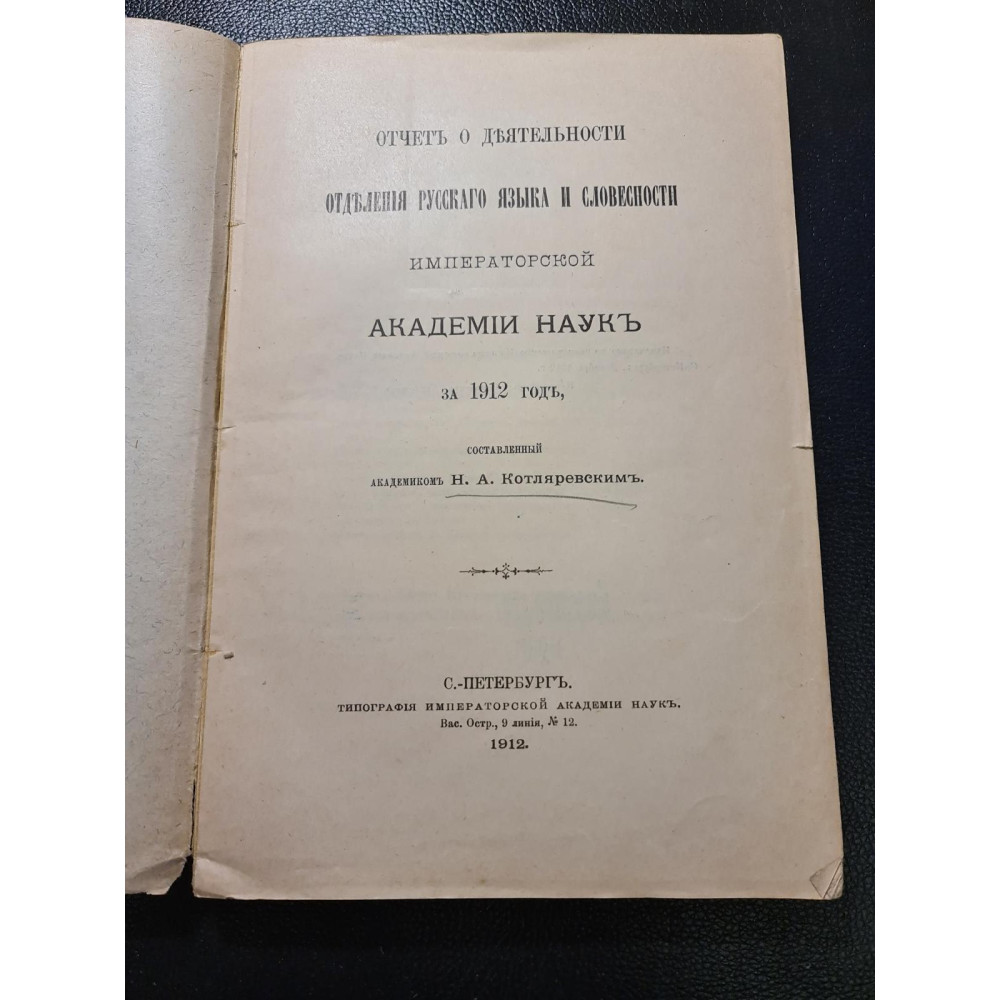 ОТЧЕТЪ О ДѢЯТЕЛЬНОСТИ
ОТДѢЛЕНІЯ РУССКАГО ЯЗЫКА И СЛОВЕСНОСТИ
ИМПЕРАТОРСКОЙ
АКАДЕМІИ НАУКЪ
ЗА 1912 ГОДЪ,
СОСТАВЛЕННЫЙ
АКАДЕМИКОМЪ Н. А. Котляревскимъ.
С.-ПЕТЕРБУРГЪ.
ТИПОГРАФІЯ ИМПЕРАТОРСКОЙ АКАДЕМІИ НАУКЪ.
Вас. Остр., 9 линія, № 12.
1912.